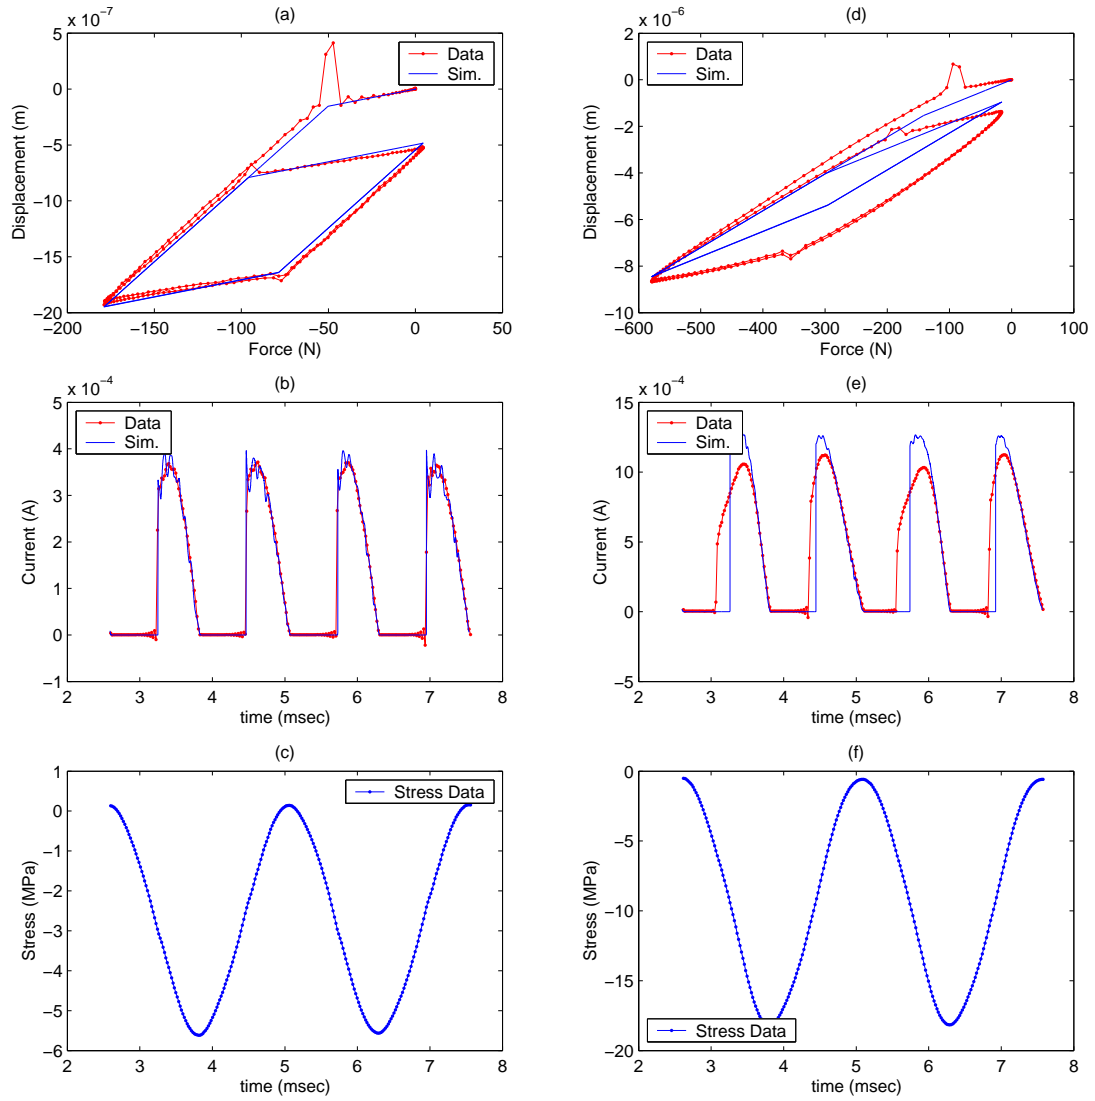 (a)
x 10−7
5
0
−5
−10
−15
−20
−200
−150
−100
−50
0
50
Displacement (m)
Force (N)
Data
Sim.
(d)
x 10−6
2
0
−2
−4
−6
−8
−10
−600
−500
−400
−300
−200
−100
0
100
Displacement (m)
Force (N)
Data
Sim.
(b)
x 10−4
5
4
3
2
1
0
−1
2
3
4
5
6
7
8
Current (A)
time (msec)
Data
Sim.
(e)
x 10−4
15
10
5
0
−5
2
3
4
5
6
7
8
Current (A)
time (msec)
Data
Sim.
(c)
1
0
−1
−2
−3
−4
−5
−6
2
3
4
5
6
7
8
Stress (MPa)
time (msec)
Stress Data
(f)
0
−5
−10
−15
−20
2
3
4
5
6
7
8
Stress (MPa)
time (msec)
Stress Data